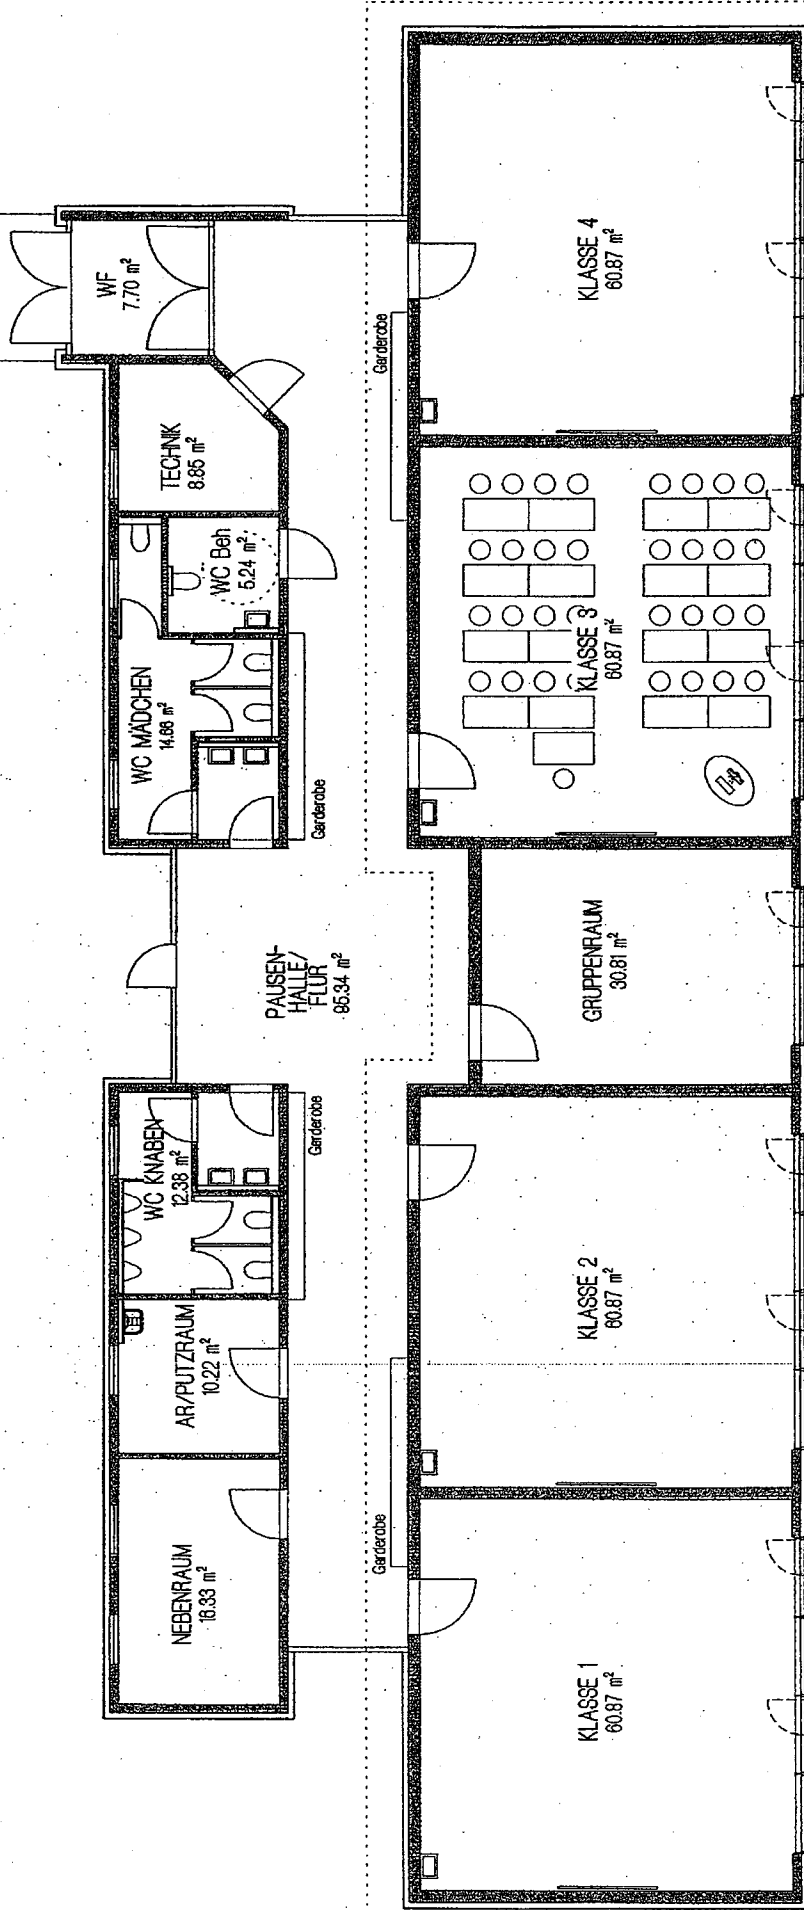 WF
7.70 m²
TECHNIK
8.85 m²
WC Beh
5.24 m²
WC MÄDCHEN
14.66 m²
Garderobe
Garderobe
KLASSE 4
60.87 m²
KLASSE 3
60.87 m²
PAUSEN-
HALLE/
FLUR
95.34 m²
GRUPPENRAUM
30.81 m²
WC KNABEN
12.38 m²
Garderobe
AR/PUTZRAUM
10.22 m²
NEBENRAUM
16.33 m²
Garderobe
KLASSE 2
60.87 m²
KLASSE 1
60.87 m²